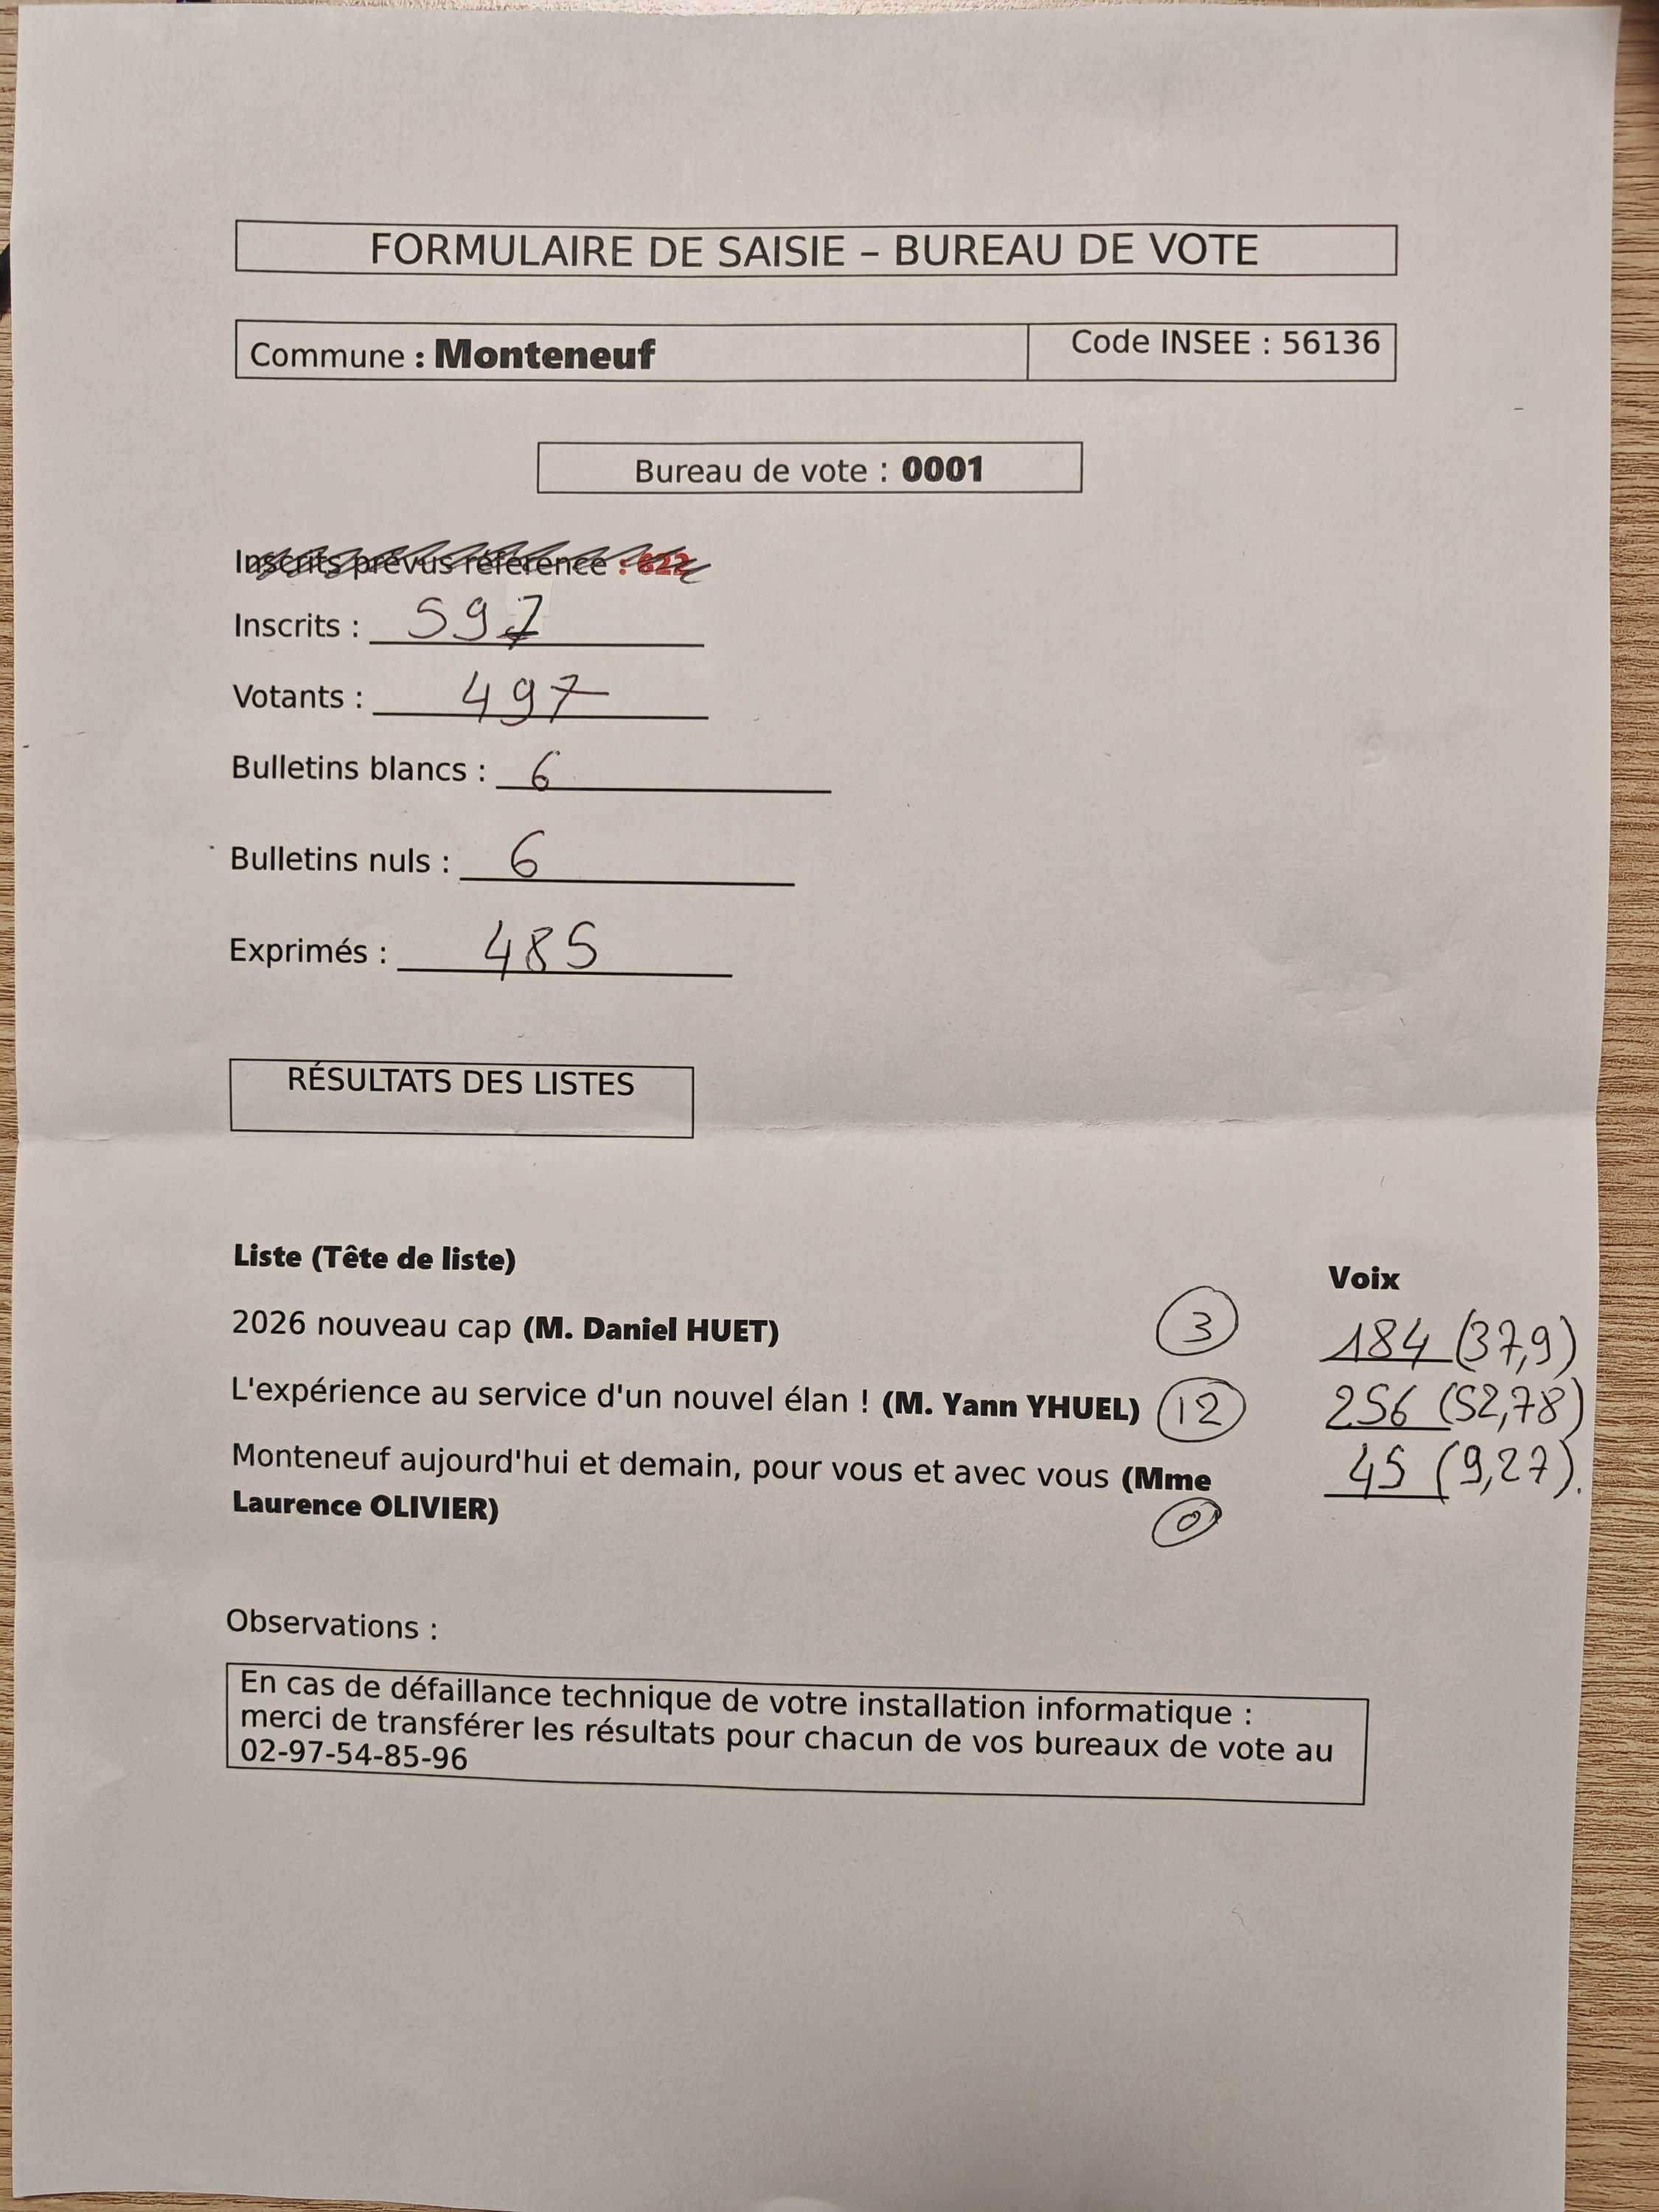 FORMULAIRE DE SAISIE – BUREAU DE VOTE
Commune : Monteneuf
Code INSEE : 56136
Bureau de vote : 0001
Inscrits prévus référence : 622
Inscrits : 597
Votants : 497
Bulletins blancs : 6
Bulletins nuls : 6
Exprimés : 485
RÉSULTATS DES LISTES
Liste (Tête de liste)
Voix
2026 nouveau cap (M. Daniel HUET) 3 184 (37,9)
L'expérience au service d'un nouvel élan ! (M. Yann YHUEL) 12 256 (52,78)
Monteneuf aujourd'hui et demain, pour vous et avec vous (Mme 45 (9,27).
Laurence OLIVIER) 0
Observations :
En cas de défaillance technique de votre installation informatique :
merci de transférer les résultats pour chacun de vos bureaux de vote au
02-97-54-85-96